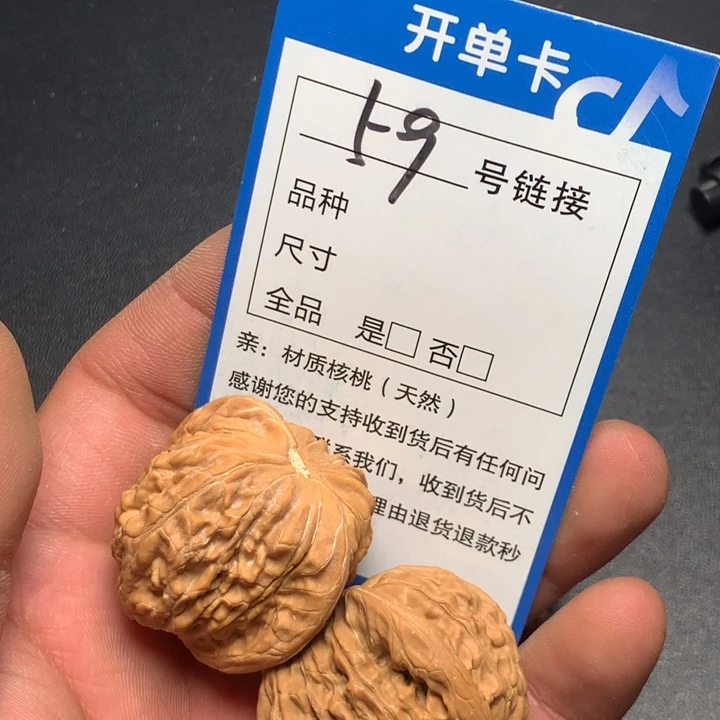 开单卡
59 号链接
品种
尺寸
全品 是□ 否□
亲：材质核桃（天然）
感谢您的支持收到货后有任何问
联系我们，收到货后不
理由退货退款秒